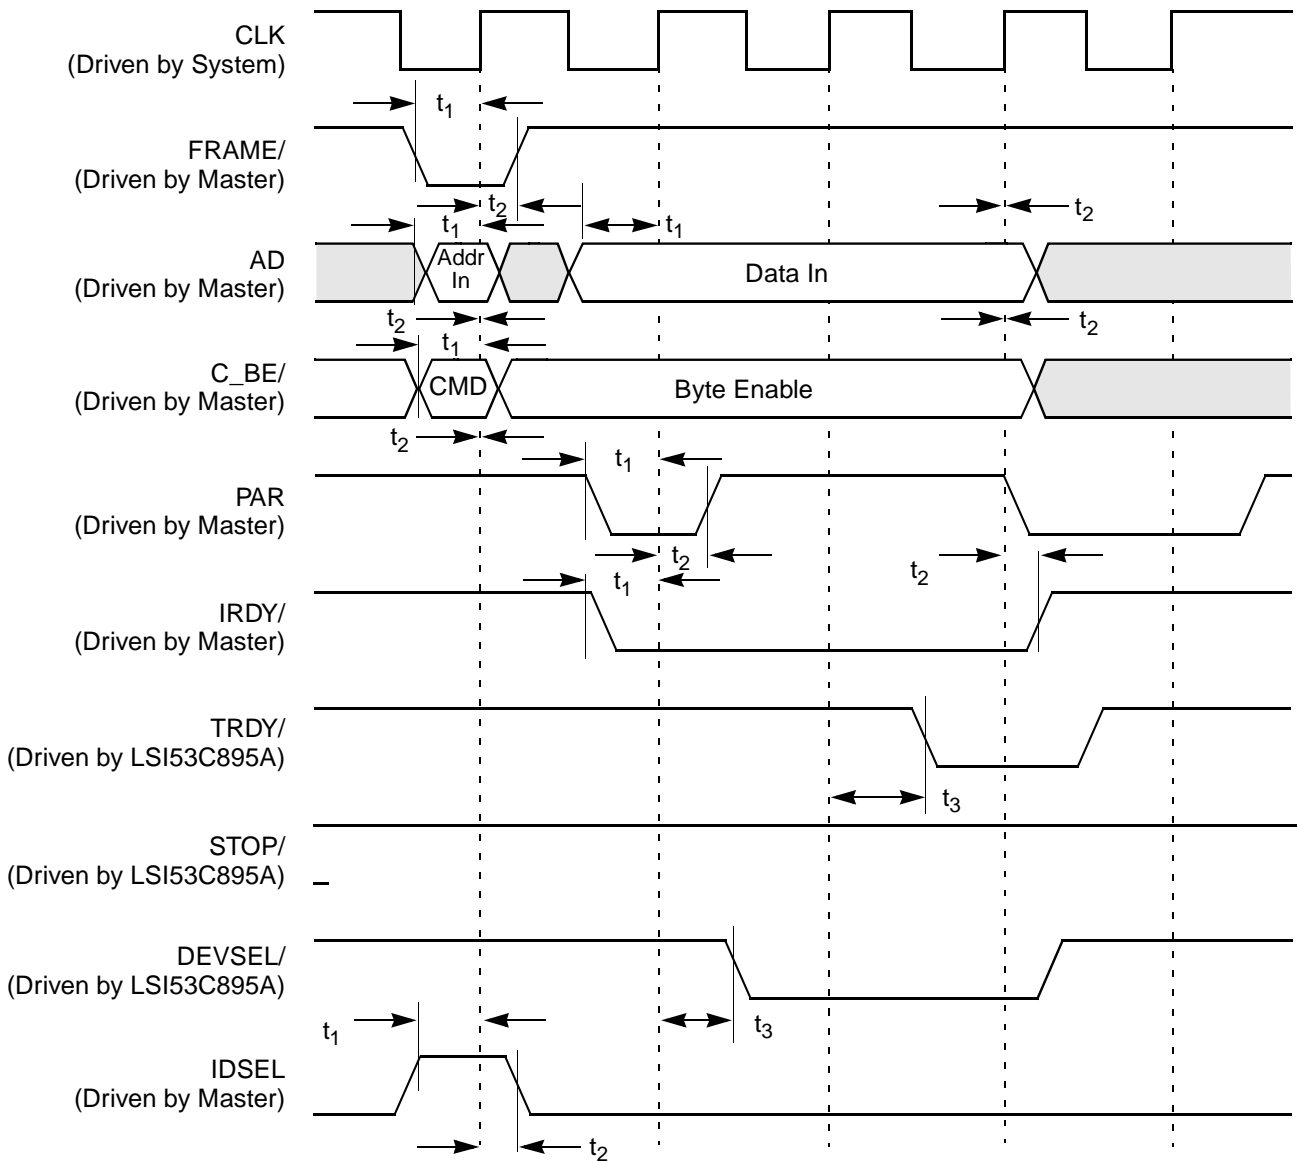 CLK
(Driven by System)
t1
FRAME/
(Driven by Master)
t2
t2
t1
t1
AD
(Driven by Master)
Addr
In
Data In
t2
t2
t1
C_BE/
(Driven by Master)
CMD
Byte Enable
t2
t1
PAR
(Driven by Master)
t2
t2
t1
IRDY/
(Driven by Master)
TRDY/
(Driven by LSI53C895A)
t3
STOP/
(Driven by LSI53C895A)
DEVSEL/
(Driven by LSI53C895A)
t1
t3
IDSEL
(Driven by Master)
t2